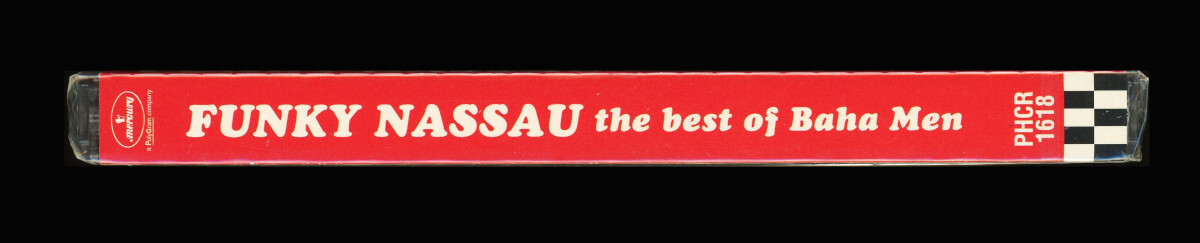 mercury
a PolyGram company
FUNKY NASSAU the best of Baha Men
PHCR
1618